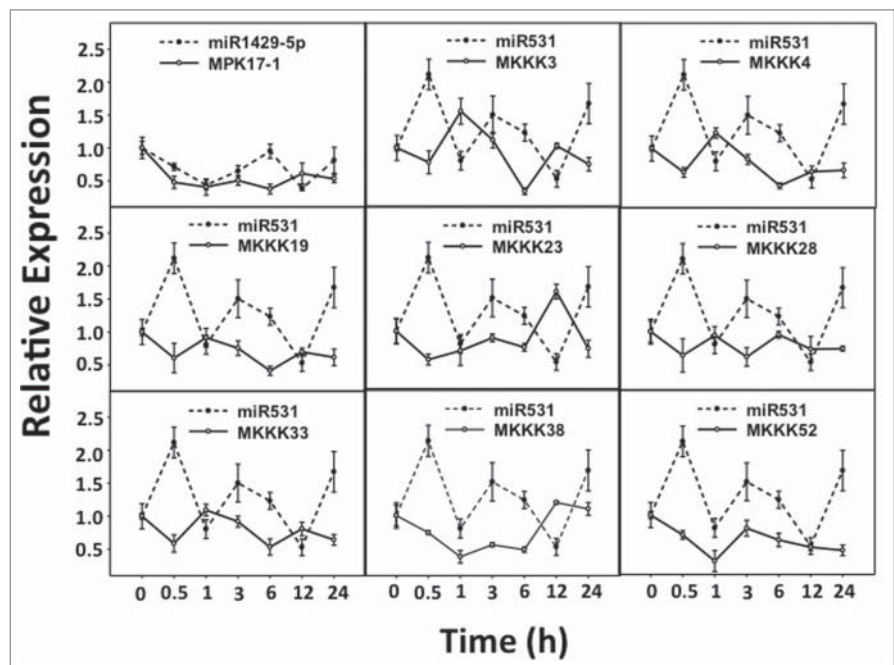 Relative Expression
2.5
2.0
1.5
1.0
0.5
miR1429-5p
MPK17-1
miR531
MKKK3
miR531
MKKK4
2.5
2.0
1.5
1.0
0.5
miR531
MKKK19
miR531
MKKK23
miR531
MKKK28
2.5
2.0
1.5
1.0
0.5
miR531
MKKK33
miR531
MKKK38
miR531
MKKK52
0 0.5 1 3 6 12 24
0 0.5 1 3 6 12 24
0 0.5 1 3 6 12 24
Time (h)